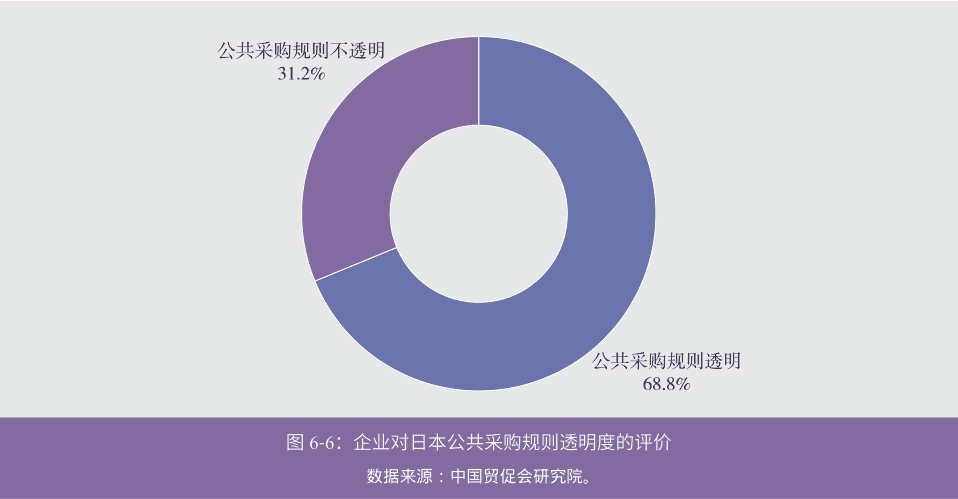 公共采购规则不透明
31.2%
公共采购规则透明
68.8%
图 6-6：企业对日本公共采购规则透明度的评价
数据来源：中国贸促会研究院。